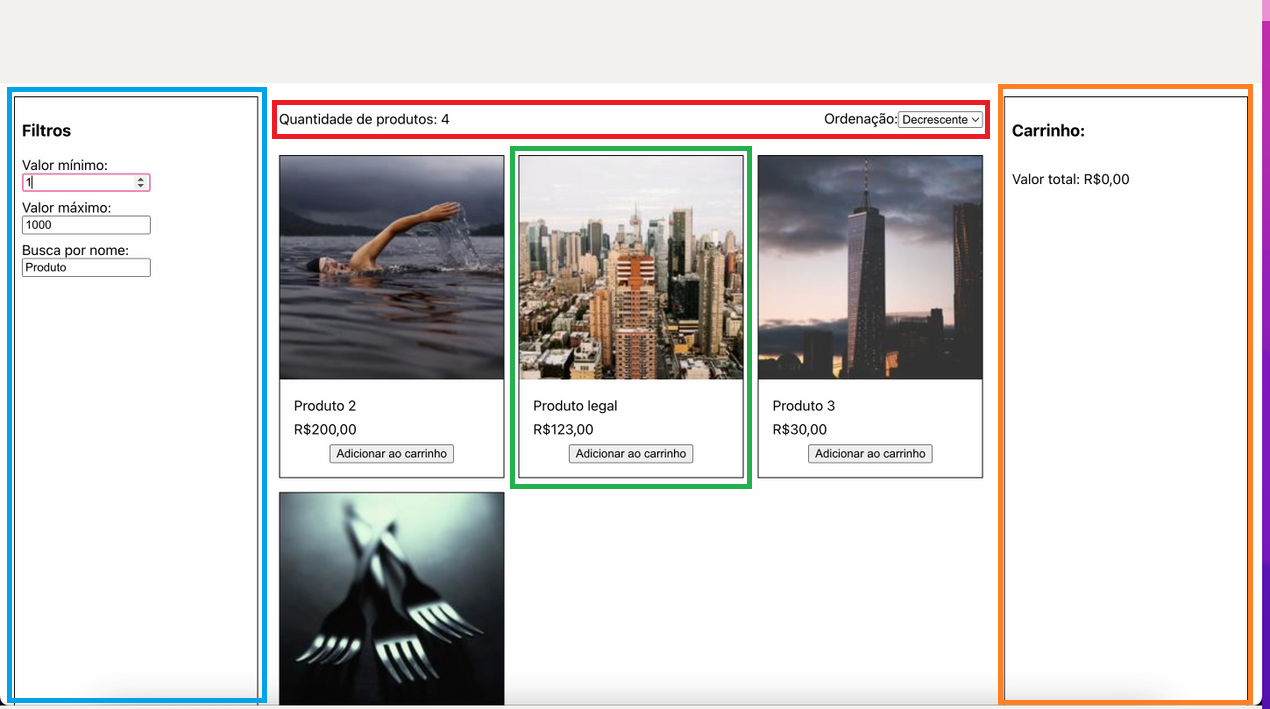 Filtros
Valor mínimo:
1
Valor máximo:
1000
Busca por nome:
Produto
Quantidade de produtos: 4
Ordenação: Decrescente
Produto 2
R$200,00
Adicionar ao carrinho
Produto legal
R$123,00
Adicionar ao carrinho
Produto 3
R$30,00
Adicionar ao carrinho
Carrinho:
Valor total: R$0,00